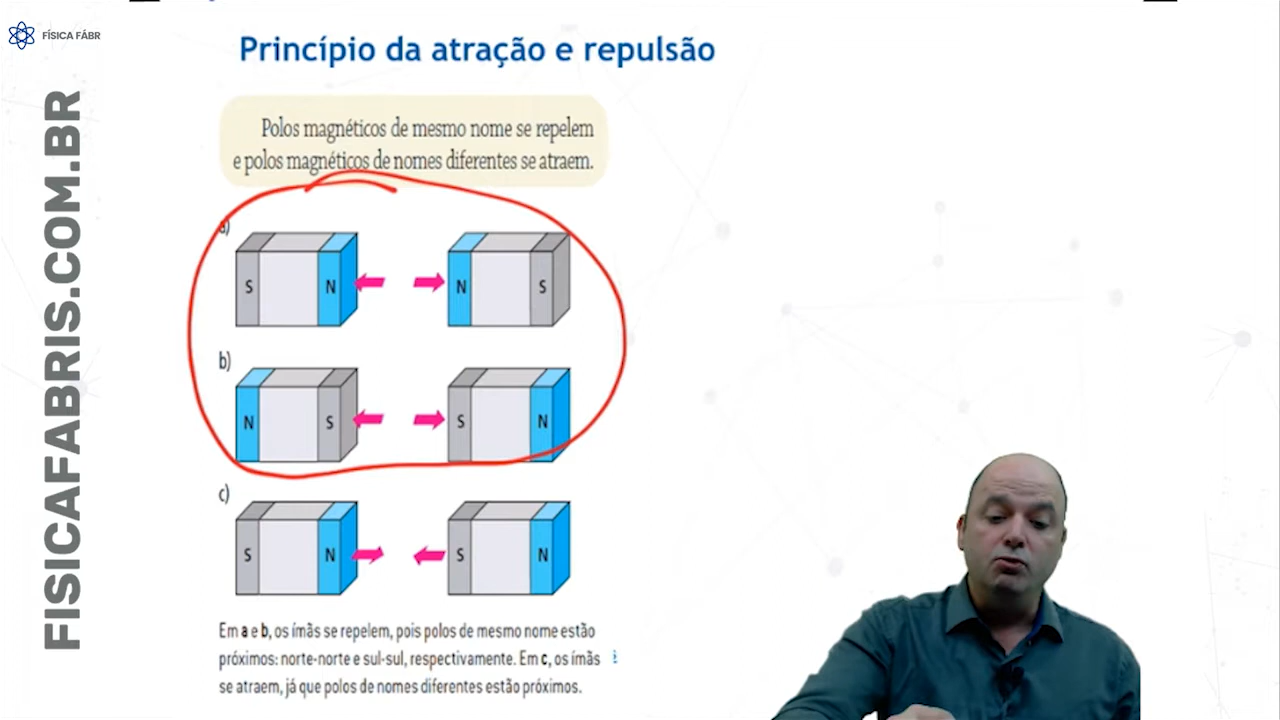 FÍSICA FÁBR
FISICAFABRIS.COM.BR
Princípio da atração e repulsão
Polos magnéticos de mesmo nome se repelem
e polos magnéticos de nomes diferentes se atraem.
a)
S N N S
b)
N S S N
c)
S N S N
Em a e b, os ímãs se repelem, pois polos de mesmo nome estão
próximos: norte-norte e sul-sul, respectivamente. Em c, os ímãs
se atraem, já que polos de nomes diferentes estão próximos.